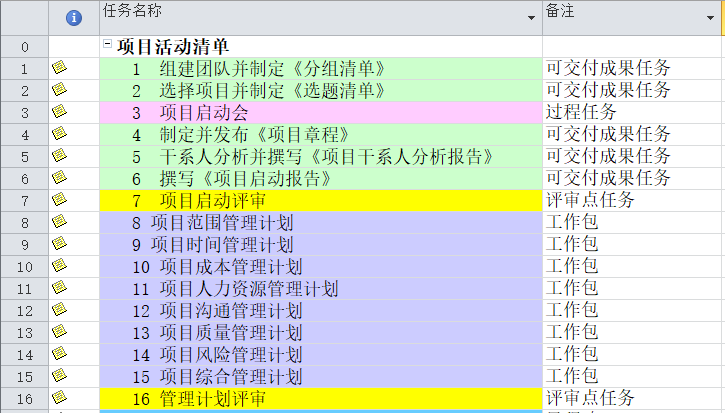 任务名称 备注
0 项目活动清单
1 1 组建团队并制定《分组清单》 可交付成果任务
2 2 选择项目并制定《选题清单》 可交付成果任务
3 3 项目启动会 过程任务
4 4 制定并发布《项目章程》 可交付成果任务
5 5 干系人分析并撰写《项目干系人分析报告》 可交付成果任务
6 6 撰写《项目启动报告》 可交付成果任务
7 7 项目启动评审 评审点任务
8 8 项目范围管理计划 工作包
9 9 项目时间管理计划 工作包
10 10 项目成本管理计划 工作包
11 11 项目人力资源管理计划 工作包
12 12 项目沟通管理计划 工作包
13 13 项目质量管理计划 工作包
14 14 项目风险管理计划 工作包
15 15 项目综合管理计划 工作包
16 16 管理计划评审 评审点任务